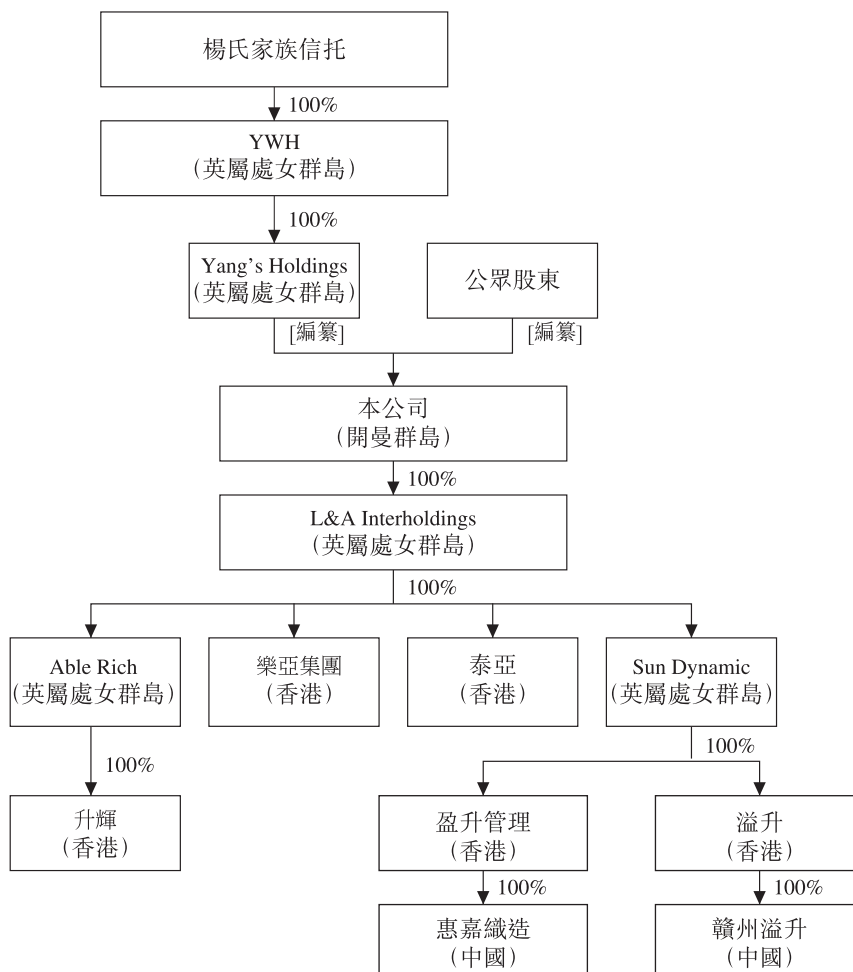 楊氏家族信托
100%
YWH
(英屬處女群島)
100%
Yang’s Holdings
(英屬處女群島)
公眾股東
[編纂]
[編纂]
本公司
(開曼群島)
100%
L&A Interholdings
(英屬處女群島)
100%
Able Rich
(英屬處女群島)
樂亞集團
(香港)
泰亞
(香港)
Sun Dynamic
(英屬處女群島)
100%
100%
升輝
(香港)
盈升管理
(香港)
溢升
(香港)
100%
100%
惠嘉織造
(中國)
贛州溢升
(中國)